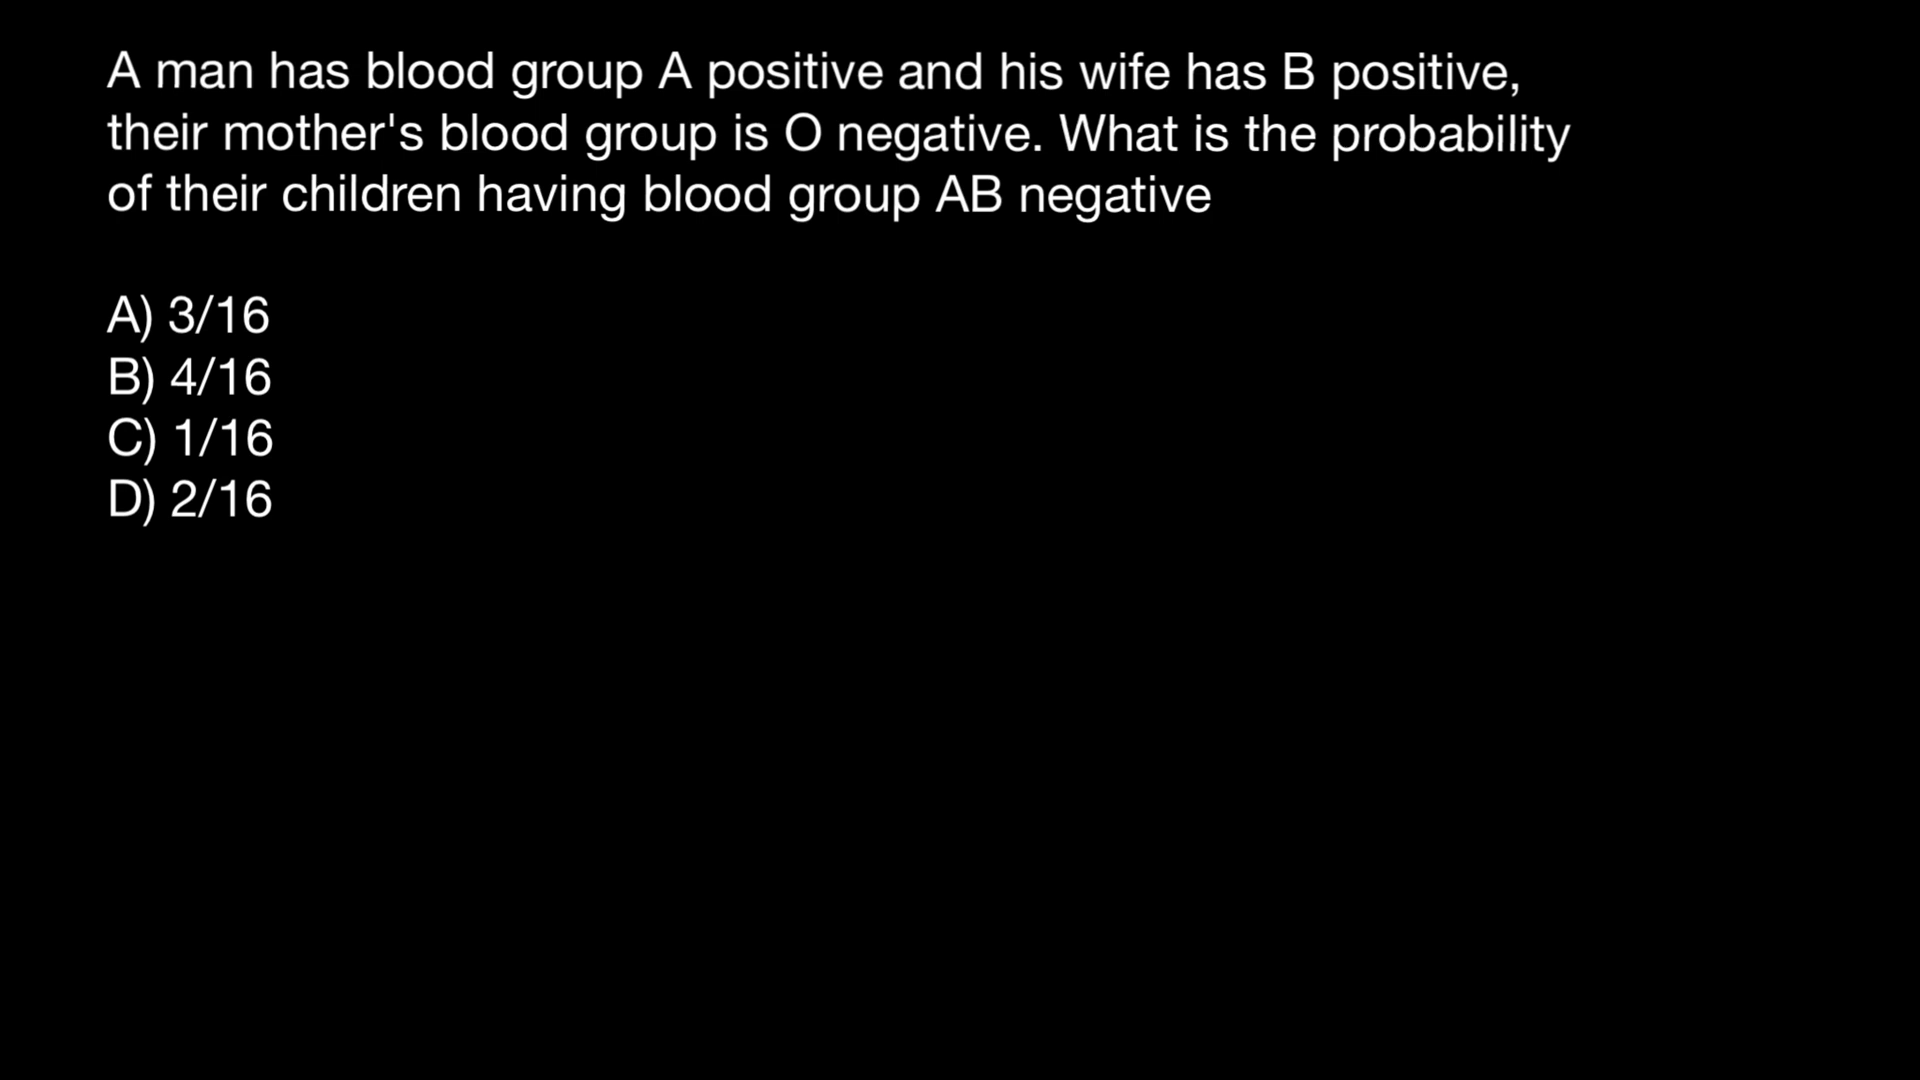 A man has blood group A positive and his wife has B positive,
their mother's blood group is O negative. What is the probability
of their children having blood group AB negative
A) 3/16
B) 4/16
C) 1/16
D) 2/16